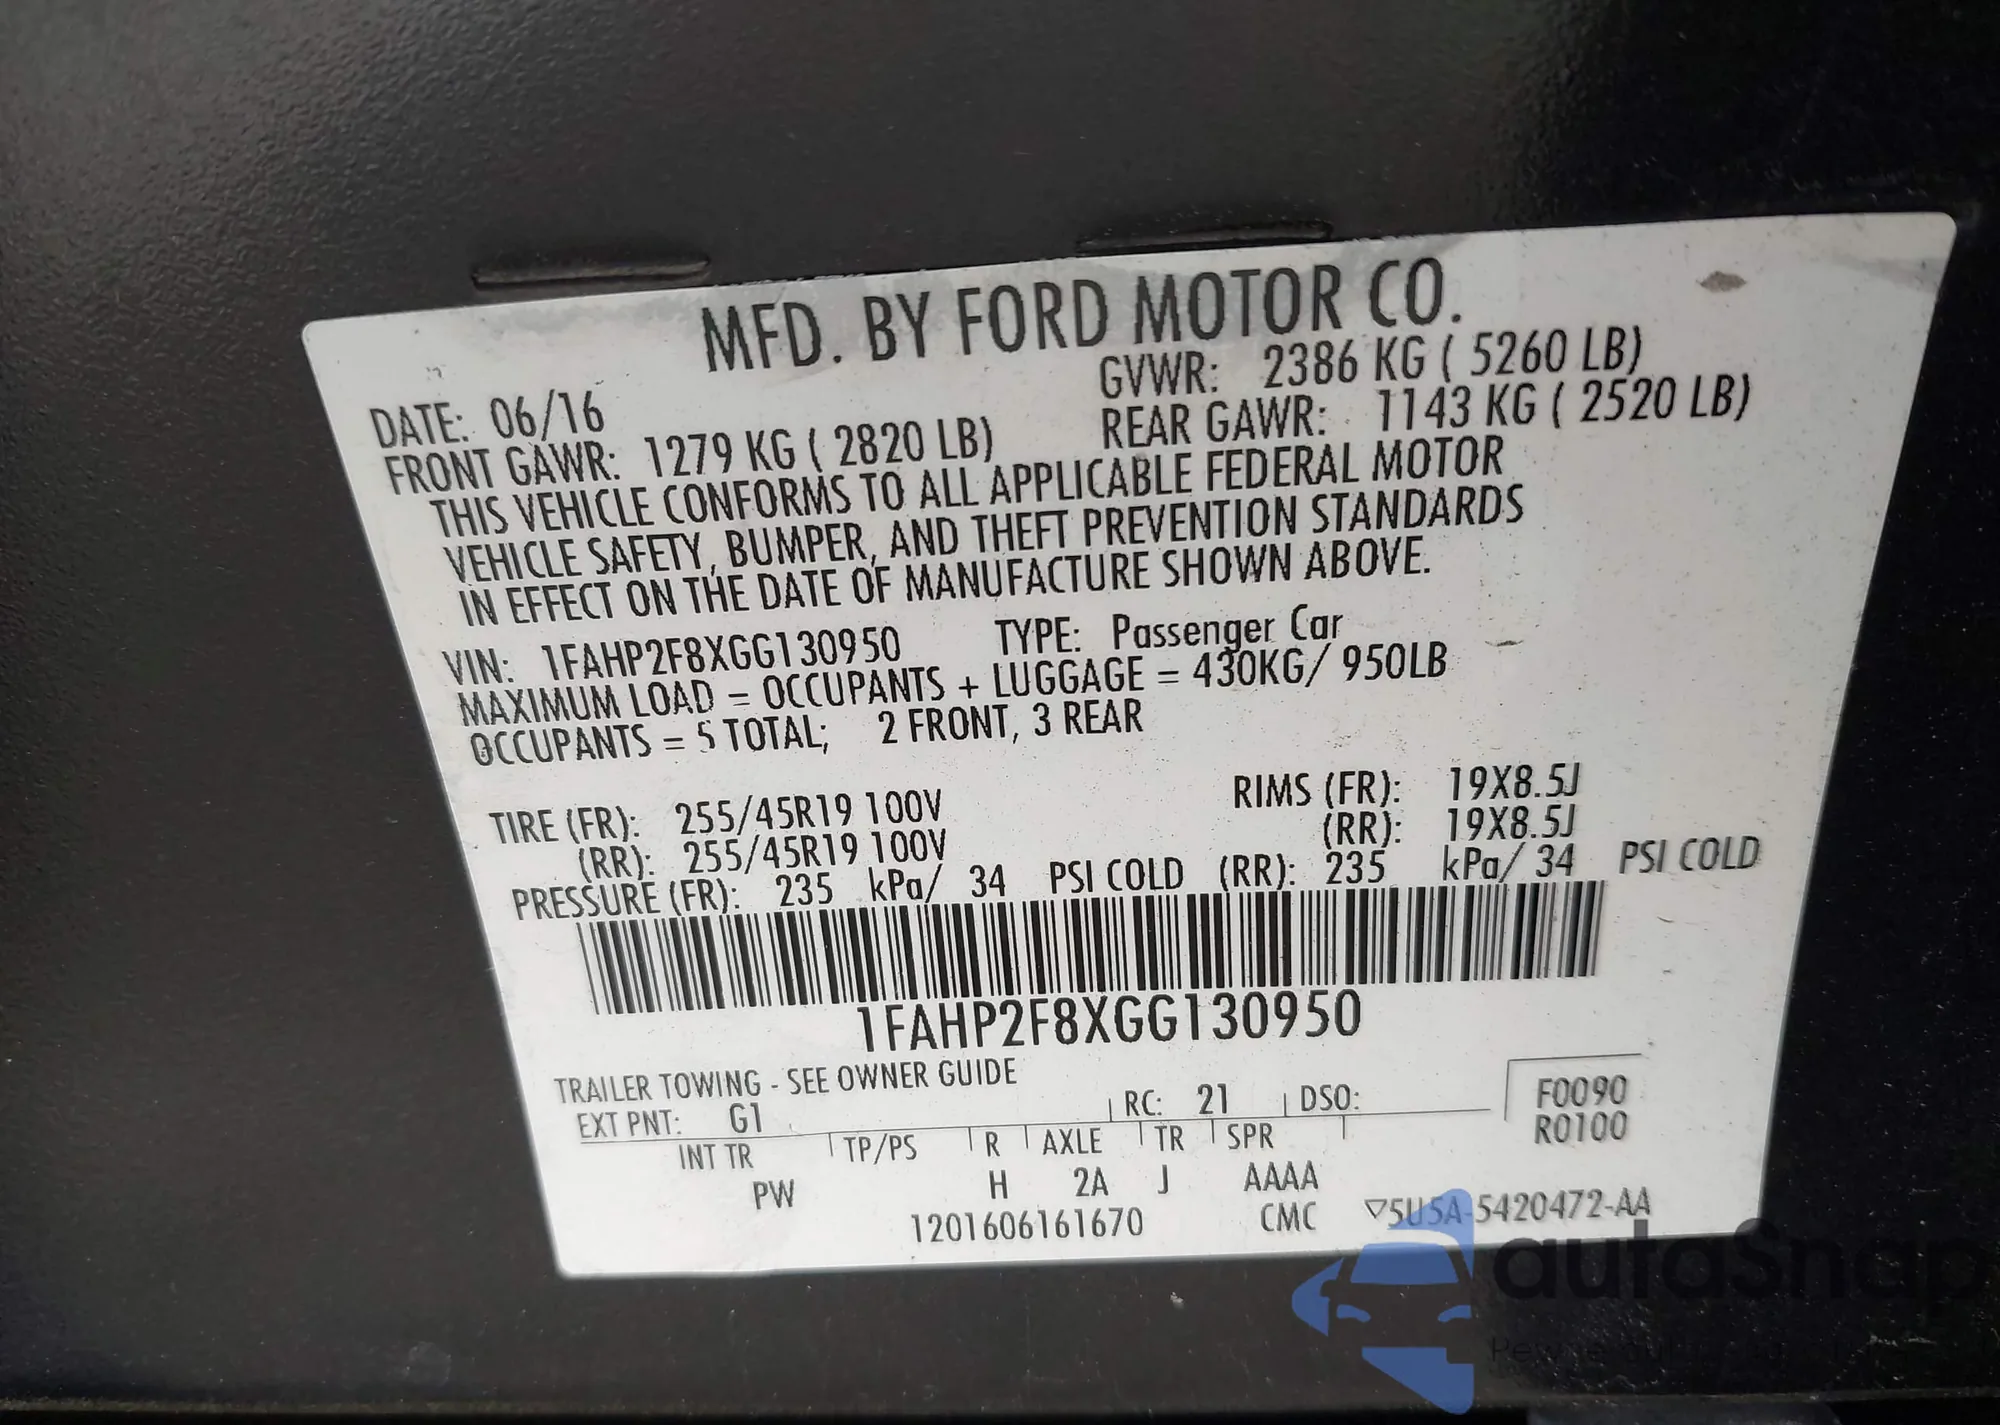 MFD. BY FORD MOTOR CO.
DATE: 06/16 GVWR: 2386 KG ( 5260 LB)
FRONT GAWR: 1279 KG ( 2820 LB) REAR GAWR: 1143 KG ( 2520 LB)
THIS VEHICLE CONFORMS TO ALL APPLICABLE FEDERAL MOTOR
VEHICLE SAFETY, BUMPER, AND THEFT PREVENTION STANDARDS
IN EFFECT ON THE DATE OF MANUFACTURE SHOWN ABOVE.
VIN: 1FAHP2F8XGG130950 TYPE: Passenger Car
MAXIMUM LOAD = OCCUPANTS + LUGGAGE = 430KG/ 950LB
OCCUPANTS = 5 TOTAL; 2 FRONT, 3 REAR
TIRE (FR): 255/45R19 100V RIMS (FR): 19X8.5J
(RR): 255/45R19 100V (RR): 19X8.5J
PRESSURE (FR): 235 kPa/ 34 PSI COLD (RR): 235 kPa/ 34 PSI COLD
1FAHP2F8XGG130950
TRAILER TOWING - SEE OWNER GUIDE
EXT PNT: G1 RC: 21 DSO: F0090
INT TR TP/PS R AXLE TR SPR R0100
PW H 2A J AAAA
1201606161670 CMC ▽5U5A-5420472-AA
autaSnap